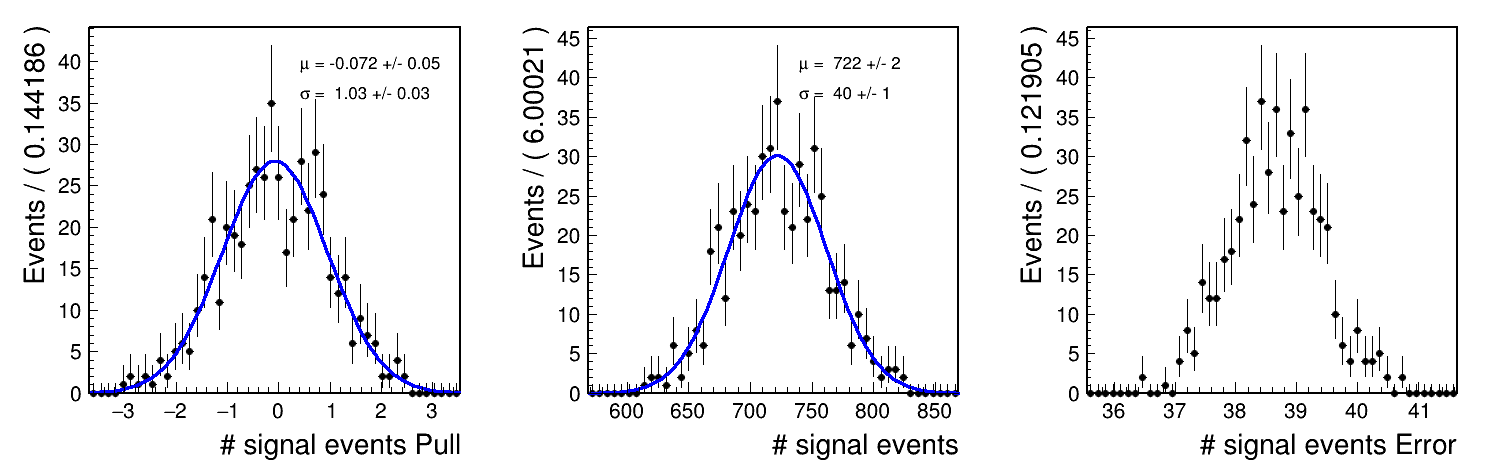 Events / ( 0.144186 )
40
35
30
25
20
15
10
5
0
μ = -0.072 +/- 0.05
σ = 1.03 +/- 0.03
−3 −2 −1 0 1 2 3
# signal events Pull
Events / ( 6.00021 )
45
40
35
30
25
20
15
10
5
0
μ = 722 +/- 2
σ = 40 +/- 1
600 650 700 750 800 850
# signal events
Events / ( 0.121905 )
45
40
35
30
25
20
15
10
5
0
36 37 38 39 40 41
# signal events Error